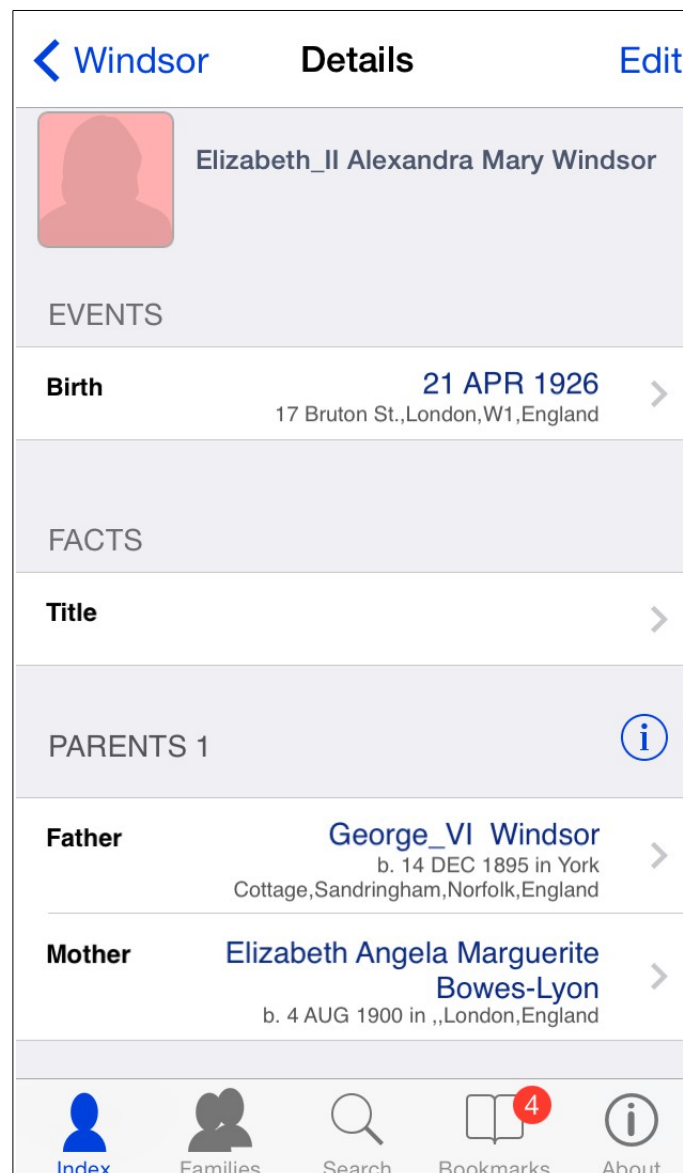 Windsor Details Edit
Elizabeth_II Alexandra Mary Windsor
EVENTS
Birth 21 APR 1926
17 Bruton St.,London,W1,England
FACTS
Title
PARENTS 1
Father George_VI Windsor
b. 14 DEC 1895 in York
Cottage,Sandringham,Norfolk,England
Mother Elizabeth Angela Marguerite
Bowes-Lyon
b. 4 AUG 1900 in ,,London,England
4
Index Families Search Bookmarks About